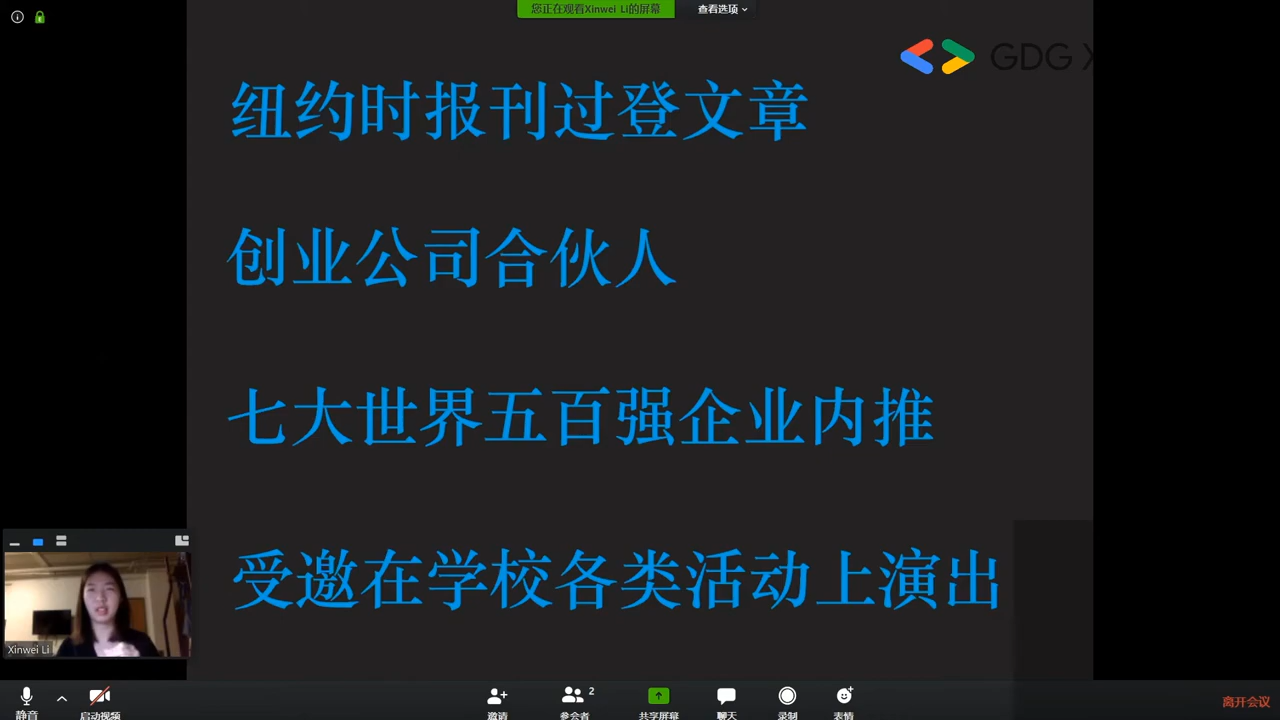 您正在观看Xinwei Li的屏幕
查看选项
GDG
纽约时报刊过登文章
创业公司合伙人
七大世界五百强企业内推
受邀在学校各类活动上演出
Xinwei Li
静音
启动视频
邀请
2
参会者
共享屏幕
聊天
录制
表情
离开会议